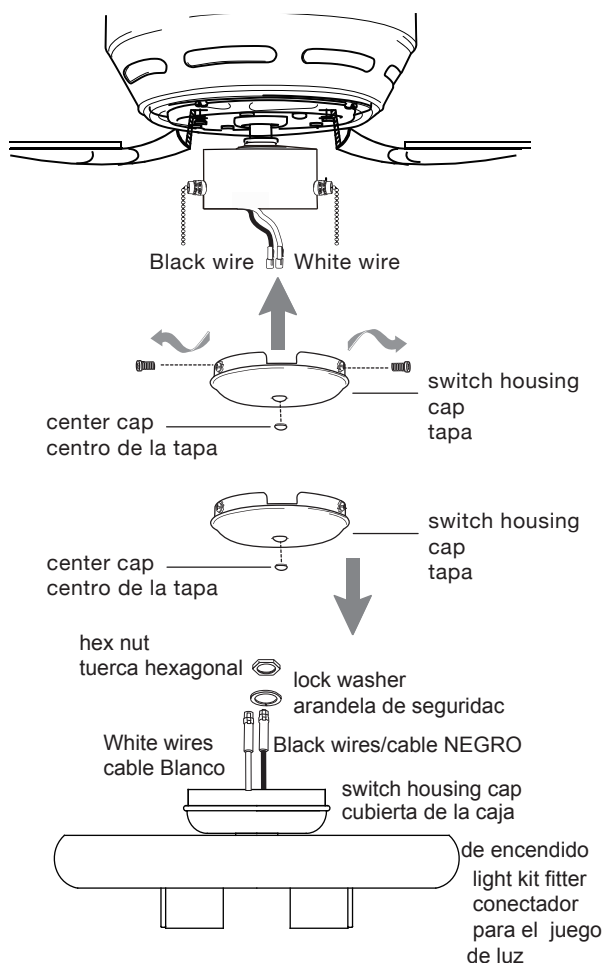 Black wire
White wire
switch housing
cap
tapa
center cap
centro de la tapa
switch housing
cap
tapa
center cap
centro de la tapa
hex nut
tuerca hexagonal
lock washer
arandela de seguridac
White wires
cable Blanco
Black wires/cable NEGRO
switch housing cap
cubierta de la caja
de encendido
light kit fitter
conectador
para el juego
de luz